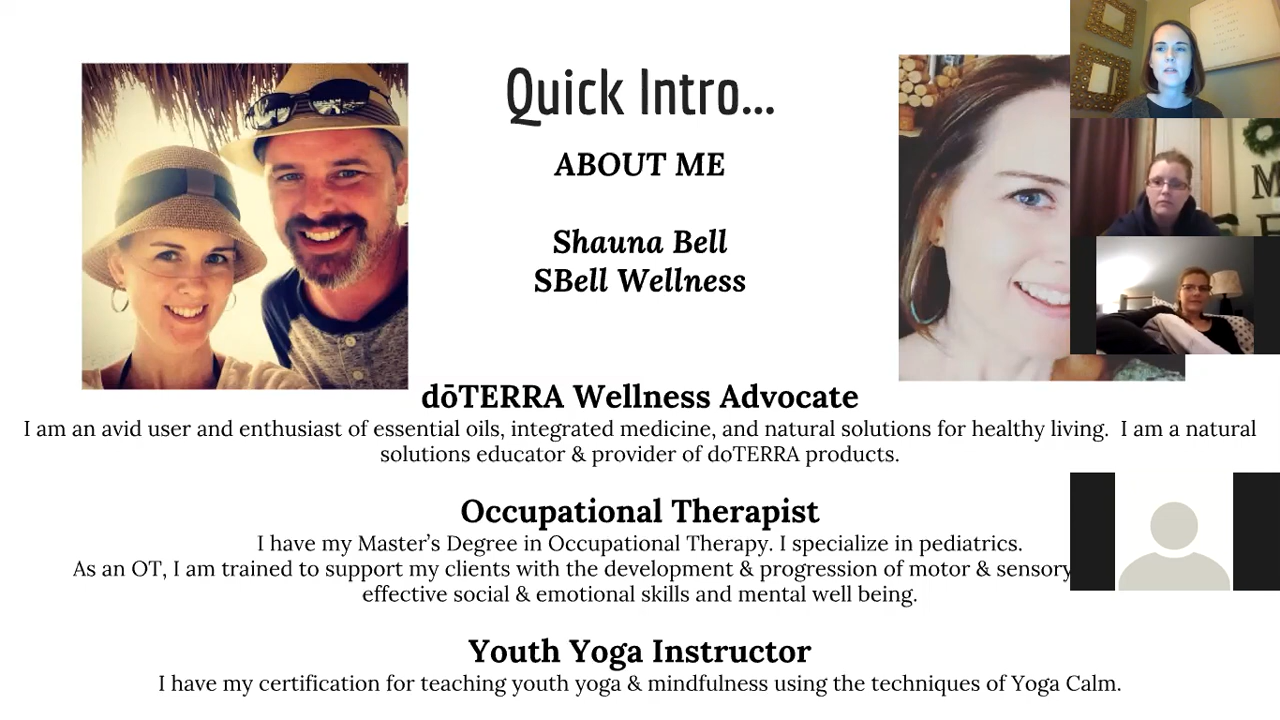 Quick Intro...
ABOUT ME
Shauna Bell
SBell Wellness
dōTERRA Wellness Advocate
I am an avid user and enthusiast of essential oils, integrated medicine, and natural solutions for healthy living.  I am a natural
solutions educator & provider of doTERRA products.
Occupational Therapist
I have my Master's Degree in Occupational Therapy. I specialize in pediatrics.
As an OT, I am trained to support my clients with the development & progression of motor & sensory
effective social & emotional skills and mental well being.
Youth Yoga Instructor
I have my certification for teaching youth yoga & mindfulness using the techniques of Yoga Calm.
M